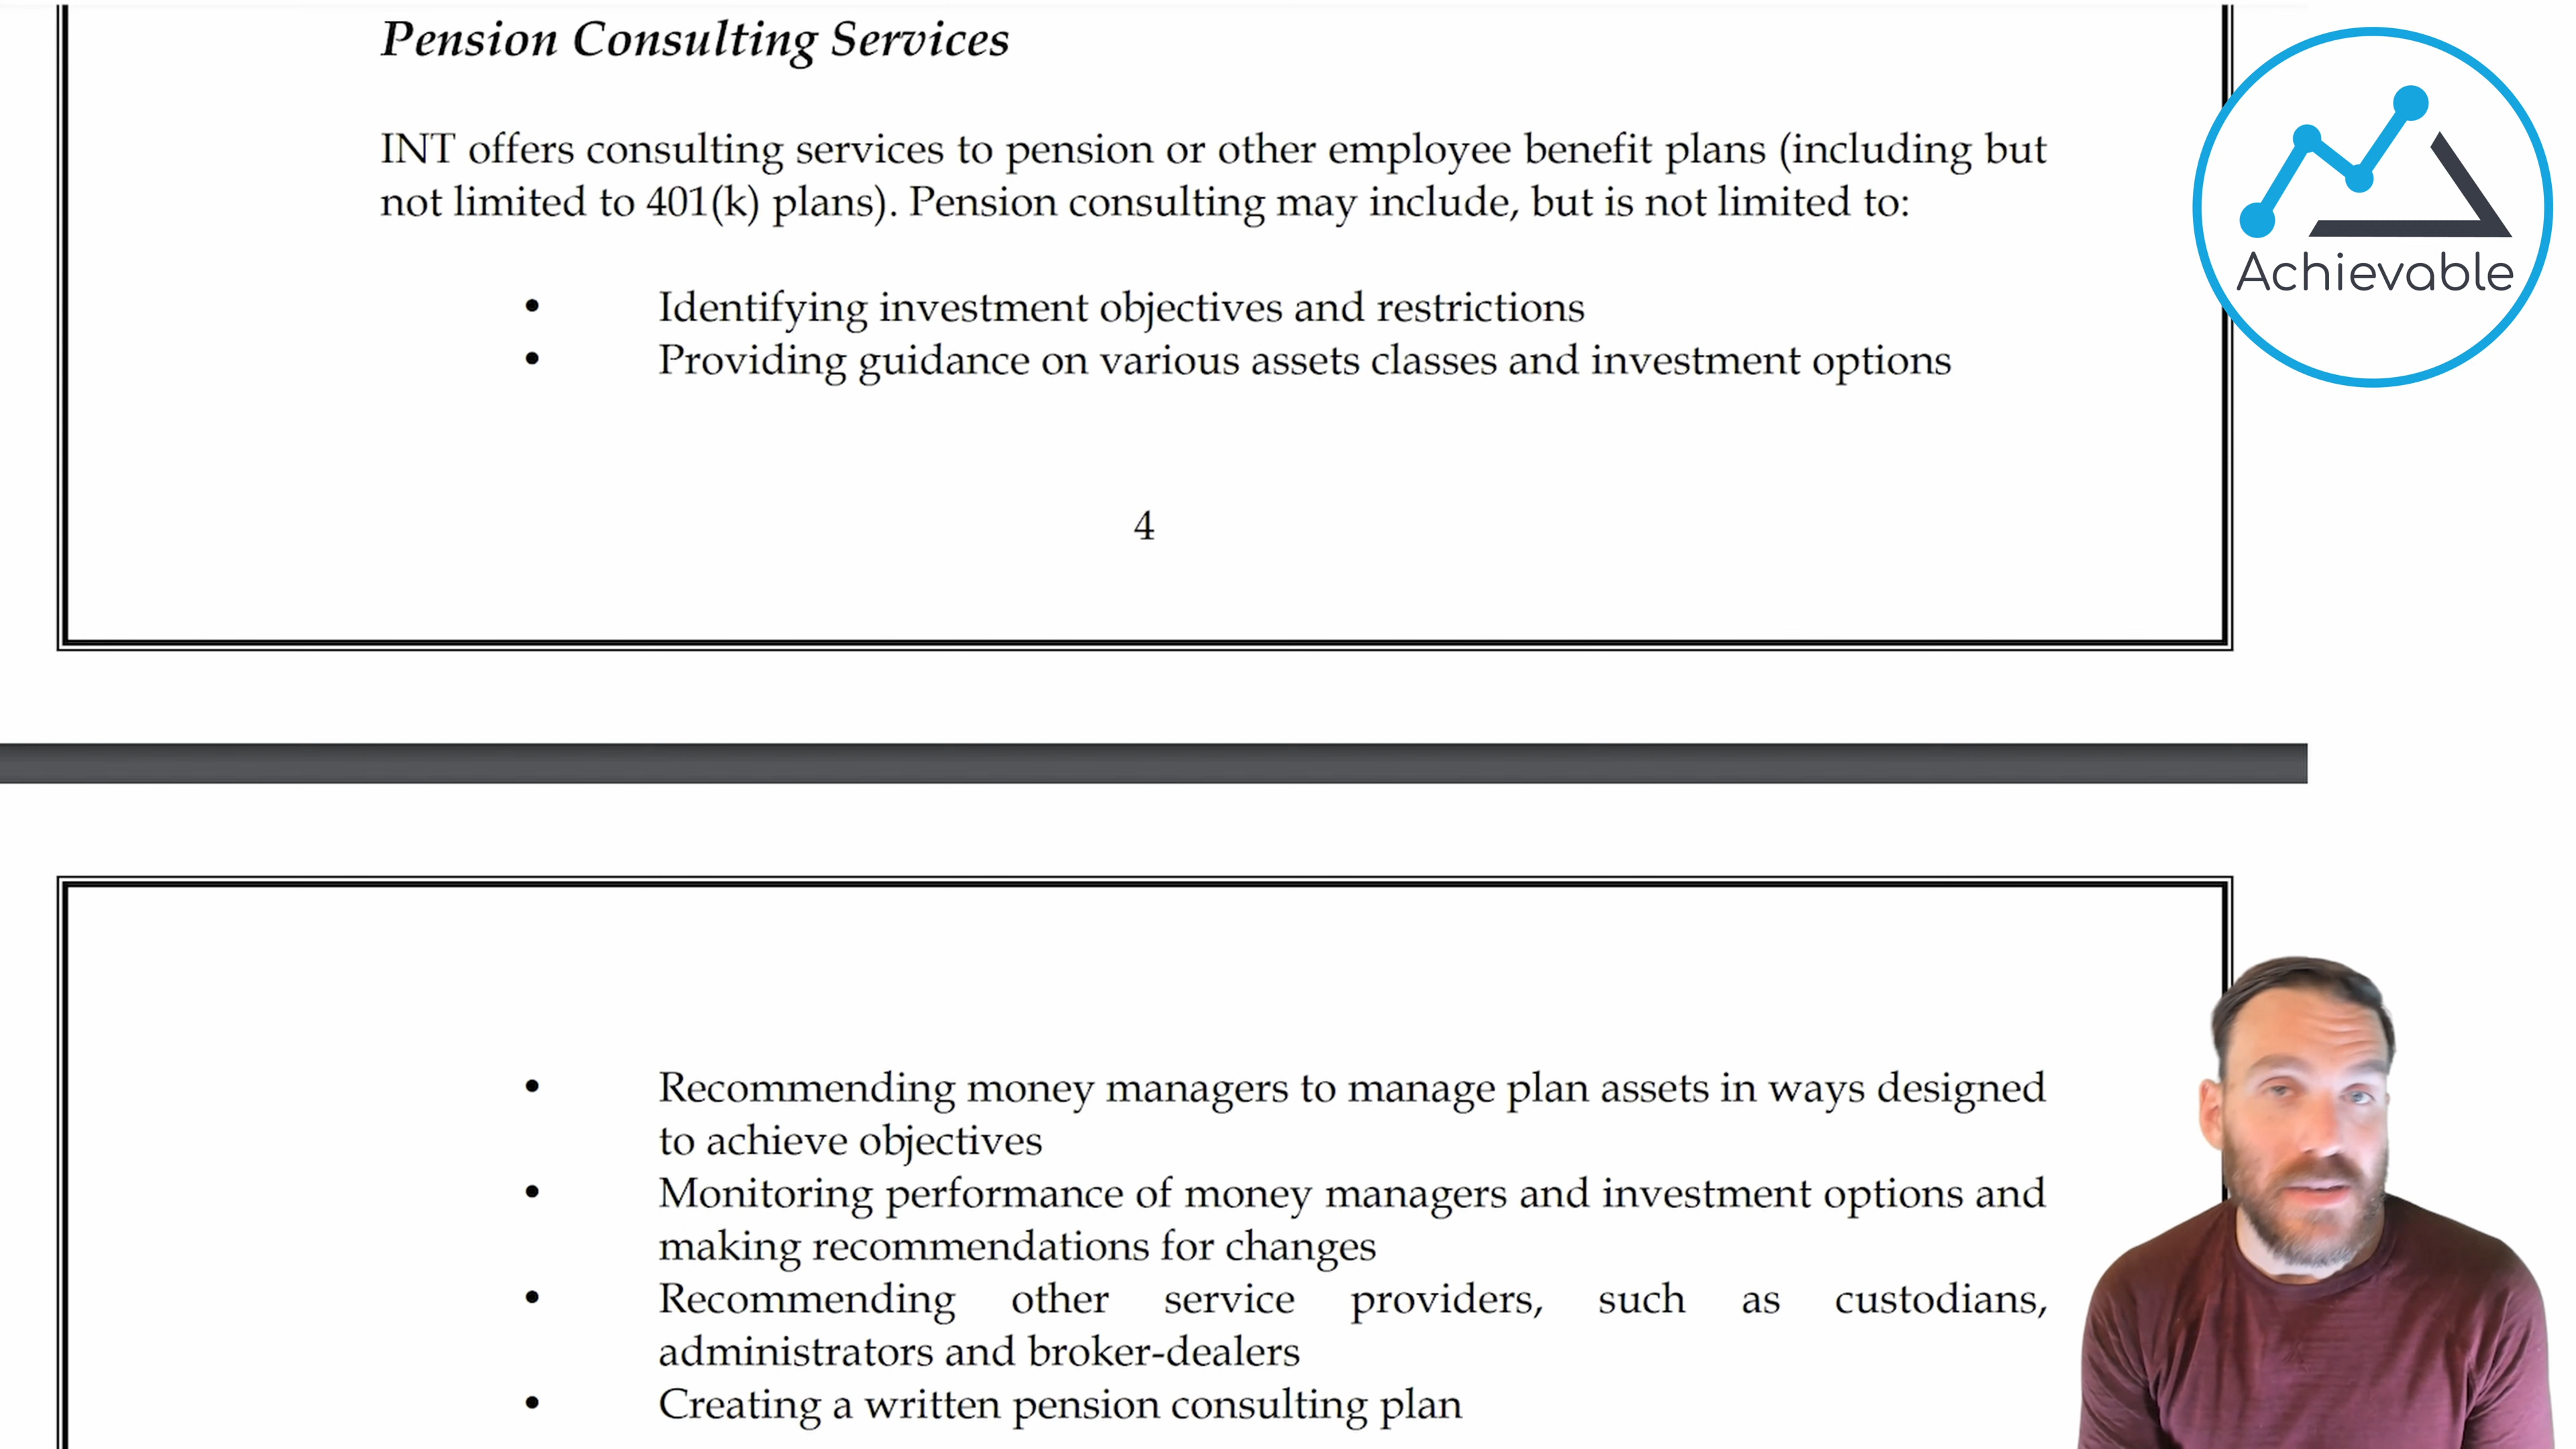 Pension Consulting Services
INT offers consulting services to pension or other employee benefit plans (including but
not limited to 401(k) plans). Pension consulting may include, but is not limited to:
• Identifying investment objectives and restrictions
• Providing guidance on various assets classes and investment options
4
• Recommending money managers to manage plan assets in ways designed
to achieve objectives
• Monitoring performance of money managers and investment options and
making recommendations for changes
• Recommending other service providers, such as custodians,
administrators and broker-dealers
• Creating a written pension consulting plan
Achievable